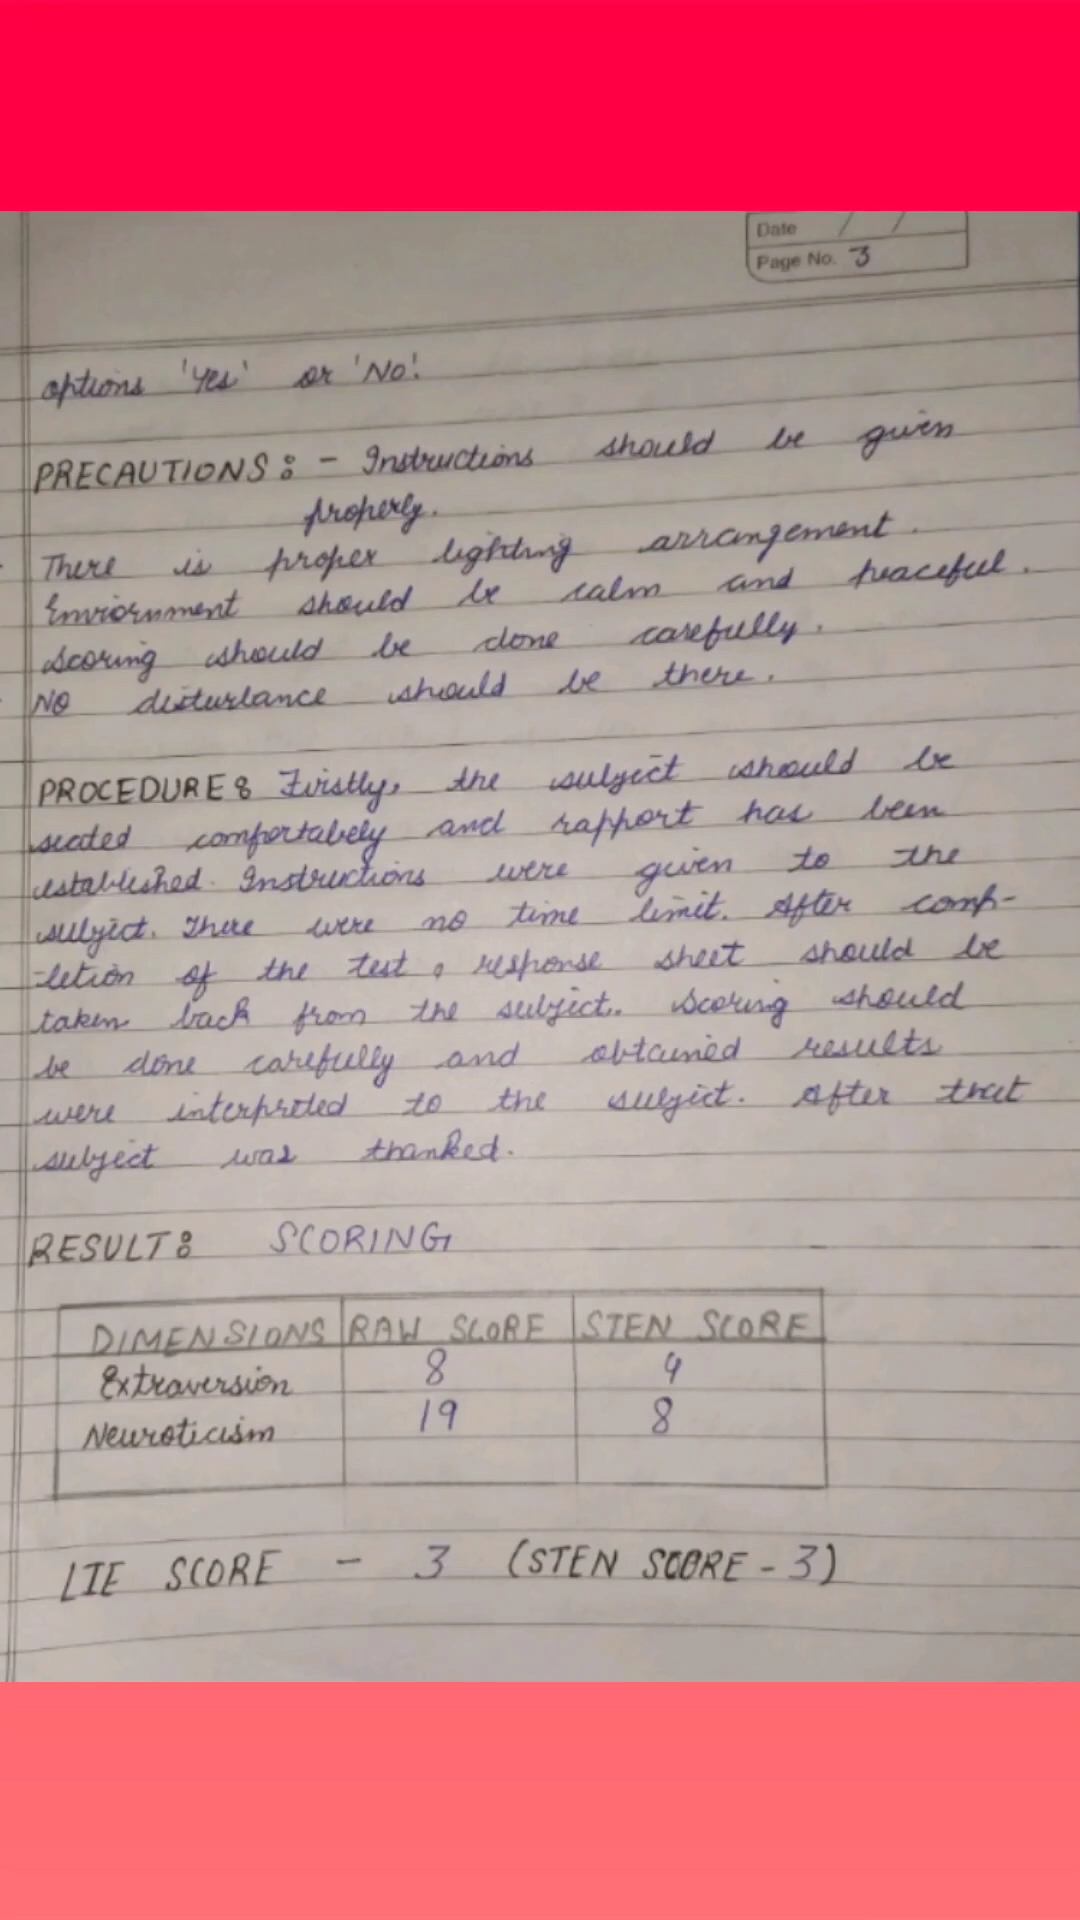 Date / /
Page No. 3
options 'Yes' or 'No'.
PRECAUTIONS: - Instructions should be given
properly.
There is proper lighting arrangement.
Enviornment should be calm and peaceful.
Scoring should be done carefully.
NO disturbance should be there.
PROCEDURE: Firstly, the subject should be
seated comfortabely and rapport has been
established. Instructions were given to the
subject. There were no time limit. After comp-
-letion of the test, response sheet should be
taken back from the subject. Scoring should
be done carefully and obtained results
were interpreted to the subject. After that
subject was thanked.
RESULT: SCORING
DIMENSIONS RAW SCORE STEN SCORE
Extraversion 8 4
Neuroticism 19 8
LIE SCORE - 3 (STEN SCORE - 3)